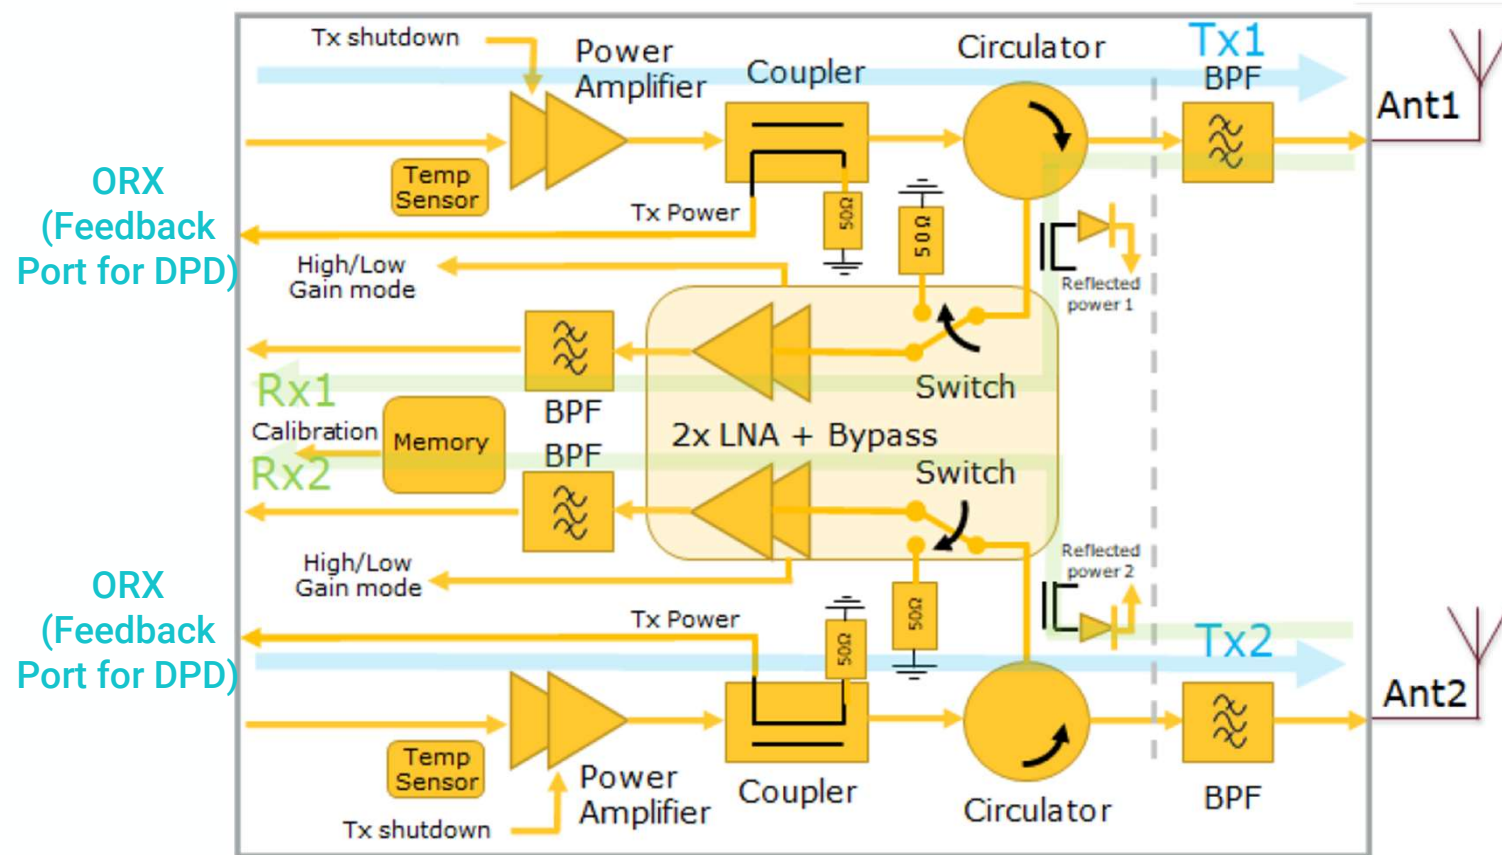 Tx shutdown
Power
Amplifier
Coupler
Circulator
Tx1
BPF
Ant1
ORX
(Feedback
Port for DPD)
Temp
Sensor
Tx Power
50Ω
50Ω
High/Low
Gain mode
Reflected
power 1
Rx1
BPF
Switch
Calibration
Memory
2x LNA + Bypass
Rx2
BPF
Switch
High/Low
Gain mode
Reflected
power 2
ORX
(Feedback
Port for DPD)
Tx Power
50Ω
50Ω
Tx2
Ant2
Temp
Sensor
Power
Amplifier
Coupler
Circulator
BPF
Tx shutdown